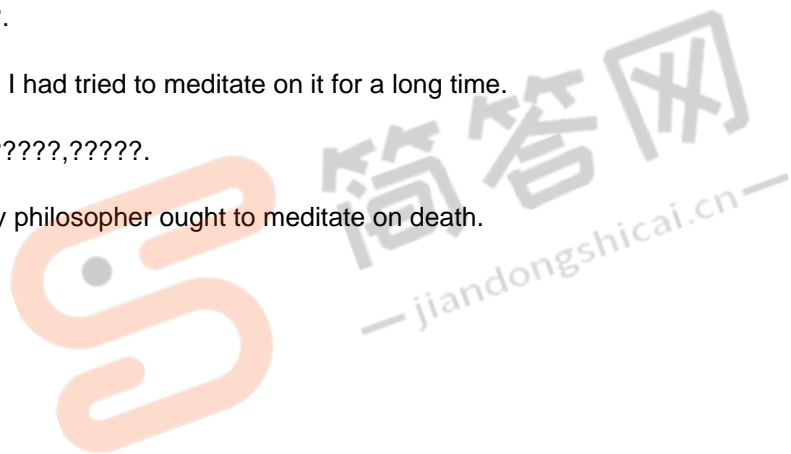 ?.
I had tried to meditate on it for a long time.
?????,?????.
y philosopher ought to meditate on death.
简答网
jiandongshicai.cn